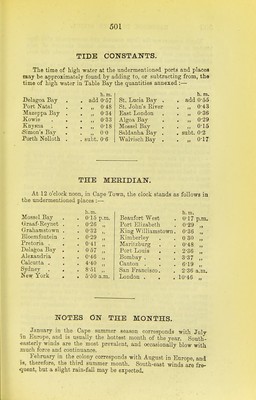 501
TIDE CONSTANTS.
The time of high water at the undermentioned ports and places
may be approximately found by adding to, or subtracting from, the
time of high water in Table Bay the quantities annexed :—
h. m. h. m.
Delagoa Bay . . add 0·57 St. Lucia Bay . . add 0·55
Port Natal . . „ 0·48 St. John's River . „ 0·43
Maseppa Bay . . „ 0·34 East London . . „ 0·36
Kowie . . „ 0·33 Algoa Bay . . „ 0·29
Knysna . . „ 0·18 Mossel Bay . . „ 0·15
Simon's Bay . . „ 0·0 Saldanha Bay . . subt. 0·2
Porth Nolloth . . subt. 0·6 Walvisch Bay . . „ 0·17
THE MERIDIAN.
At 12 o'clock noon, in Cape Town, the clock stands as follows in
the undermentioned places :—
h. m. h. m.
Mossel Bay . . 0·15 p.m. Beaufort West . 0·17 p.m.
Graaf-Reynet . . 0·26 „ Port Elizabeth . 0·29 „
Grahamstown . . 0·33 „ King Williamstown . 0·36 „
Bloemfontein . . 0·29 „ Kimberley . . 0·30 „
Pretoria . . 0·41 „ Maritzburg . . 0·48 „
Delagoa Bay . . 0·57 „ Port Louis . . 2·36 „
Alexandria . . 0·46 „ Bombay . . 3·37 „
Calcutta . . 4·40 „ Canton . . 6·19 „
Sydney . . 8·51 „ San Francisco . 2·36 a.m.
New York . . 5·50 a.m. London . . 10·46 „
NOTES ON THE MONTHS.
January in the Cape summer season corresponds with July
in Europe, and is usually the hottest month of the year. South-
easterly winds are the most prevalent, and occasionally blow with
much force and continuance.
February in the colony corresponds with August in Europe, and
is, therefore, the third summer month. South-east winds are fre-
quent, but a slight rain-fall may be expected.